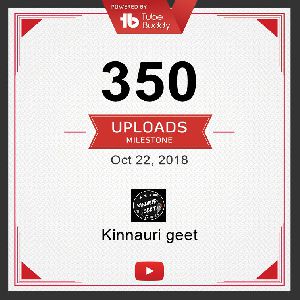 POWERED BY
Tube
Buddy
350
UPLOADS
MILESTONE
Oct 22, 2018
Kinnauri geet